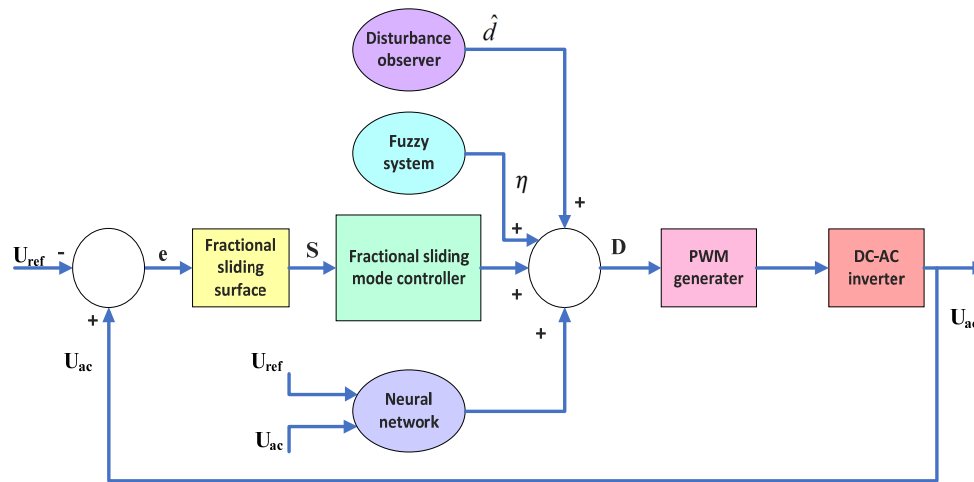 Disturbance
observer
d̂
Fuzzy
system
η
+
+
U_ref
-
e
Fractional
sliding
surface
S
Fractional sliding
mode controller
D
PWM
generater
DC-AC
inverter
+
+
+
U_ac
U_ac
U_ref
U_ac
Neural
network